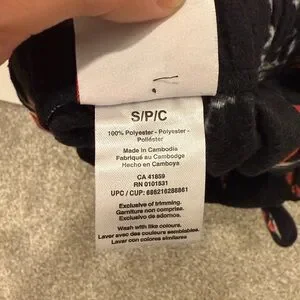 S/P/C
100% Polyester - Polyester -
Poliéster
Made in Cambodia
Fabriqué au Cambodge
Hecho en Camboya
CA 41859
RN 0101531
UPC / CUP: 686216288861
Exclusive of trimming.
Garniture non comprise.
Exclusivo de adornos.
Wash with like colours.
Laver avec des couleurs semblables.
Lavar con colores similares